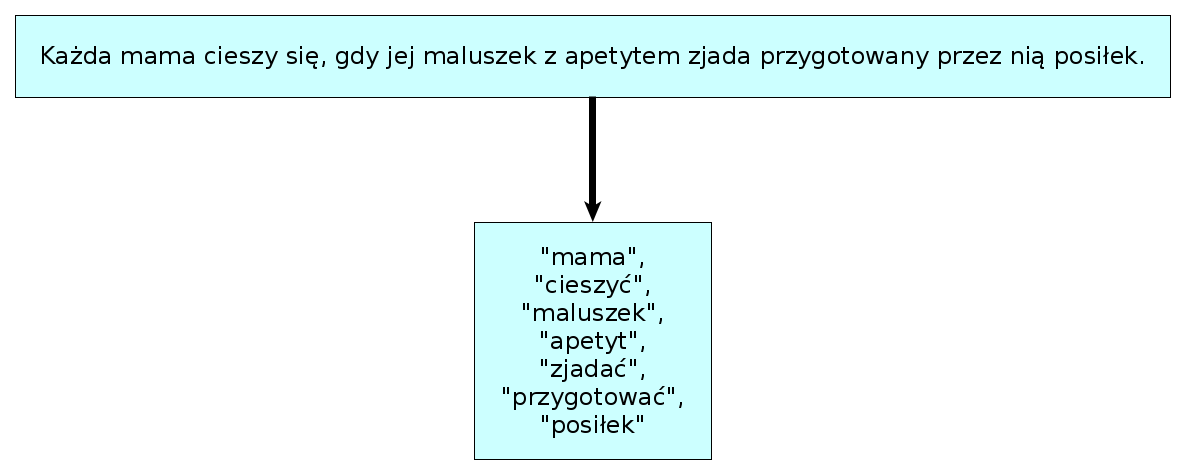 Każda mama cieszy się, gdy jej maluszek z apetytem zjada przygotowany przez nią posiłek.
"mama",
"cieszyć",
"maluszek",
"apetyt",
"zjadać",
"przygotować",
"posiłek"